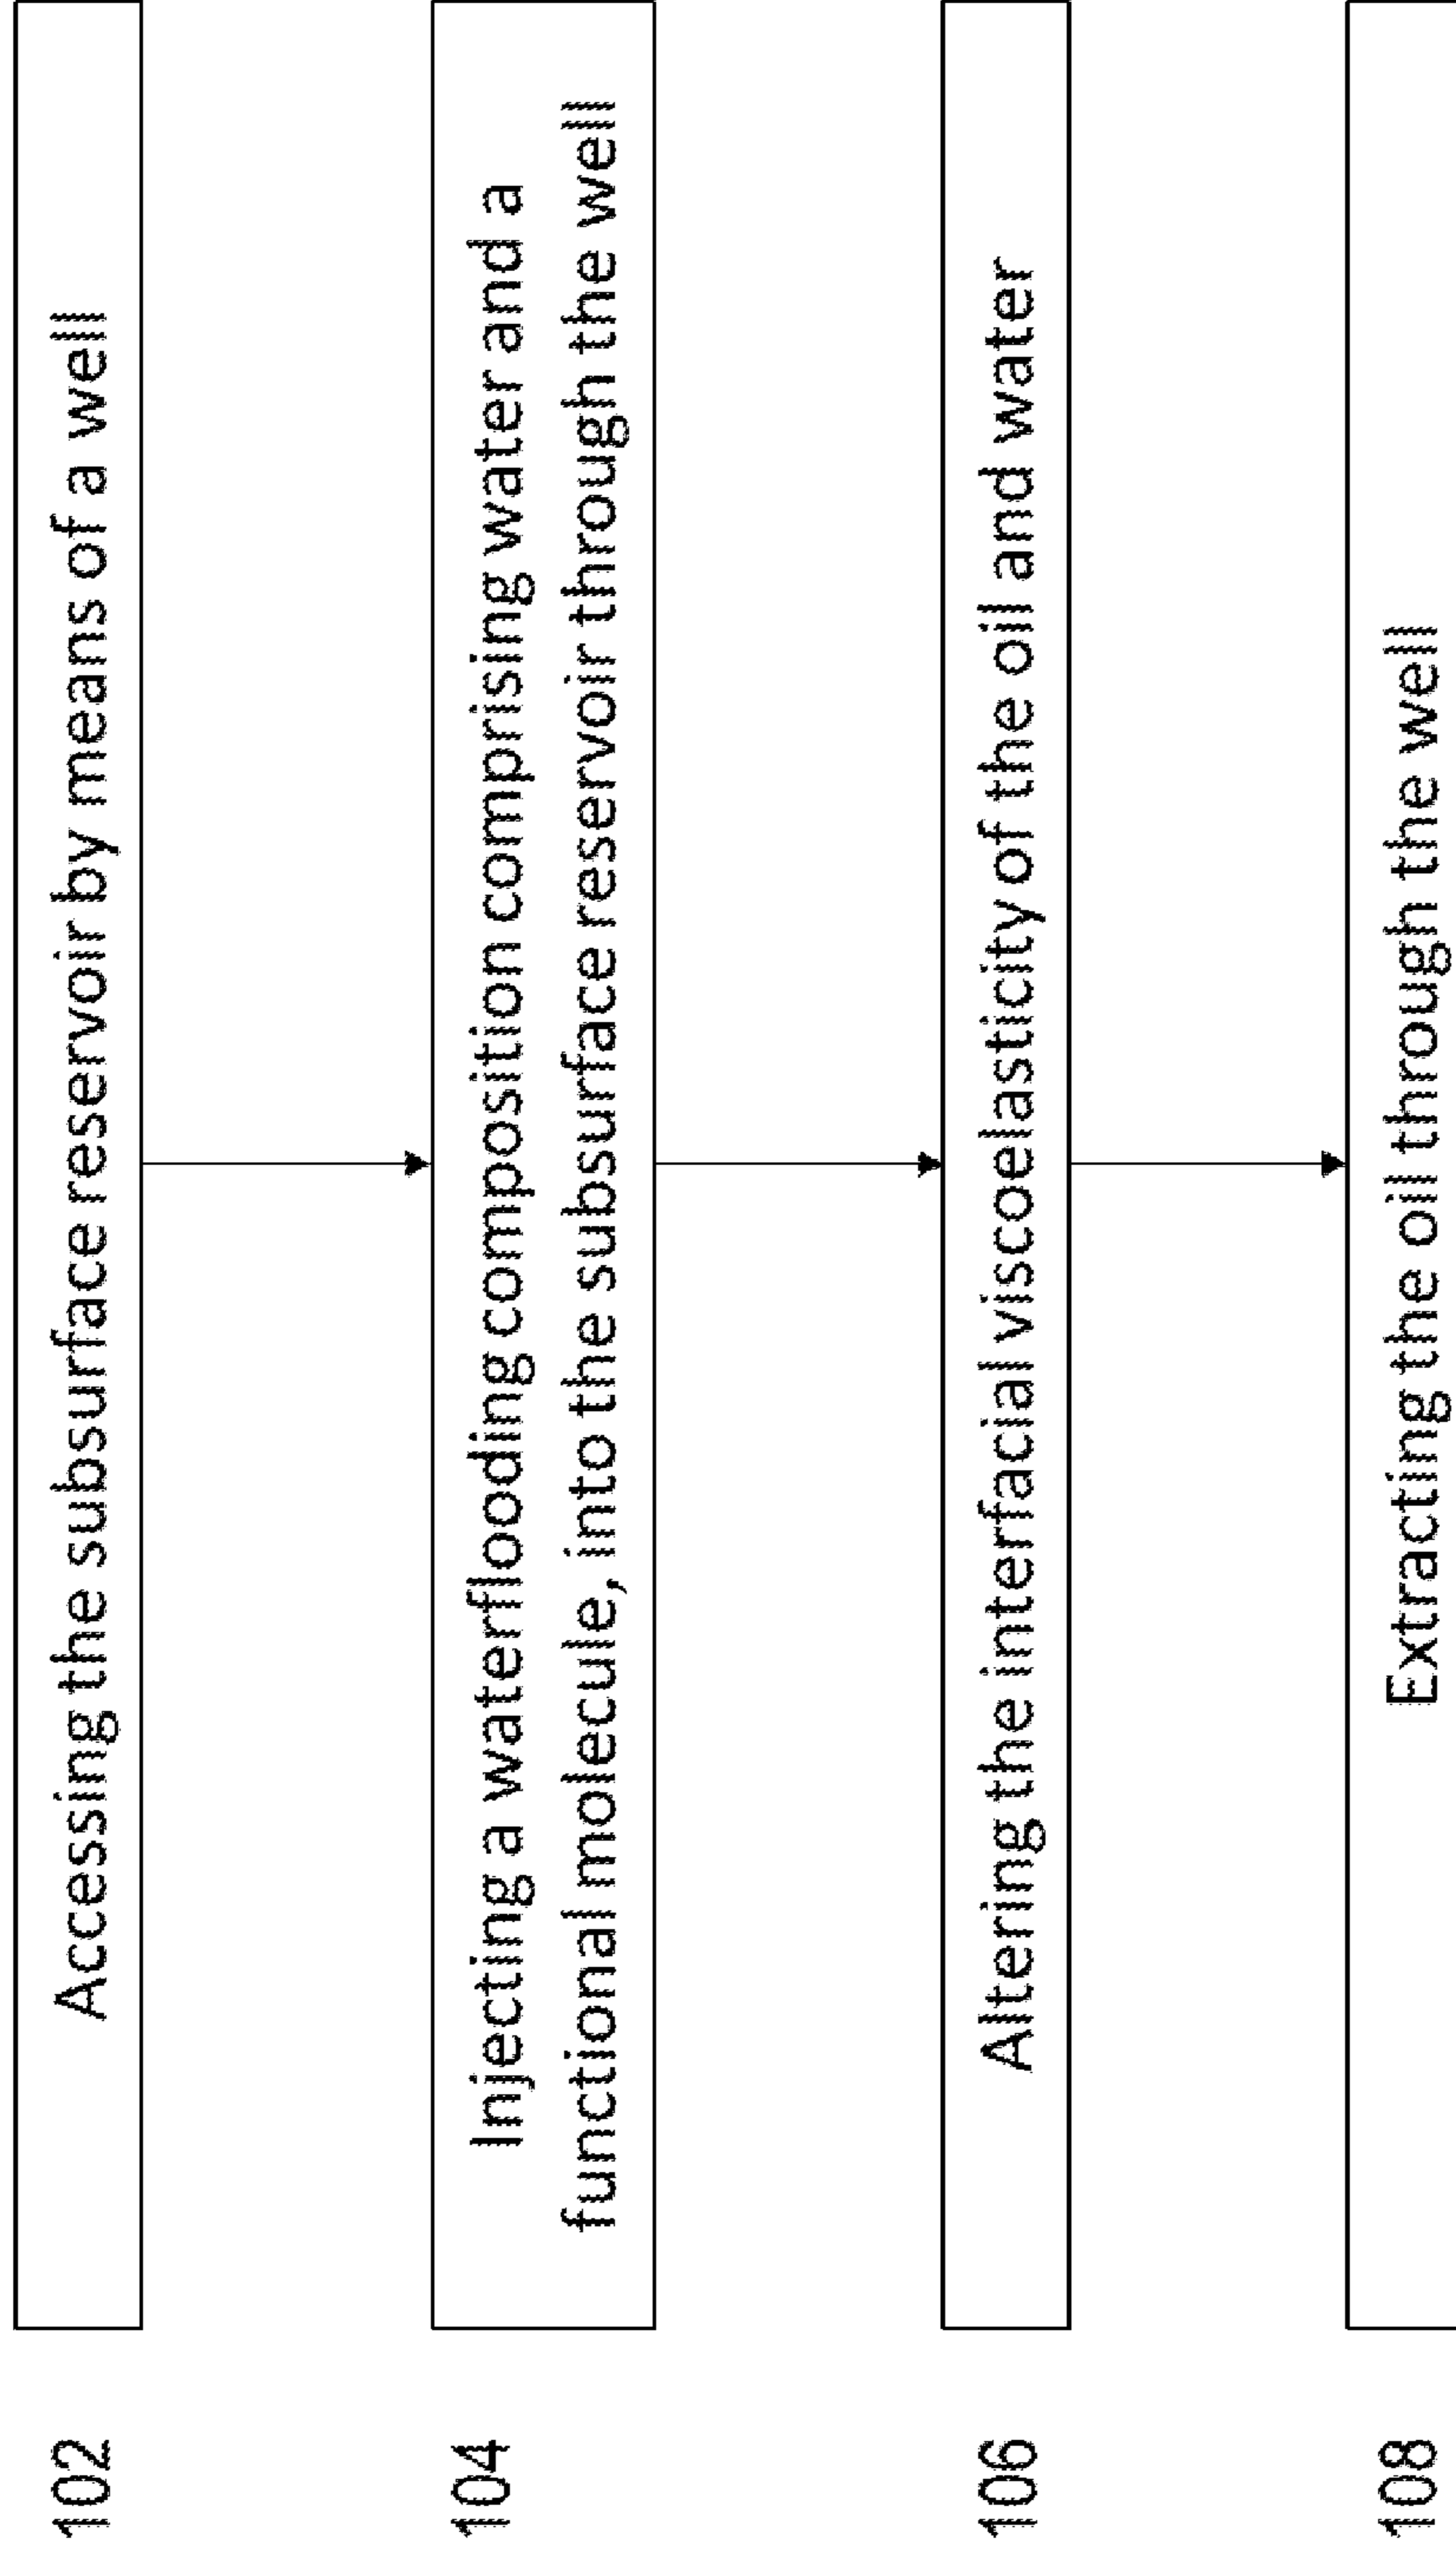 102
Accessing the subsurface reservoir by means of a well
104
Injecting a waterflooding composition comprising water and a
functional molecule, into the subsurface reservoir through the well
106
Altering the interfacial viscoelasticity of the oil and water
108
Extracting the oil through the well